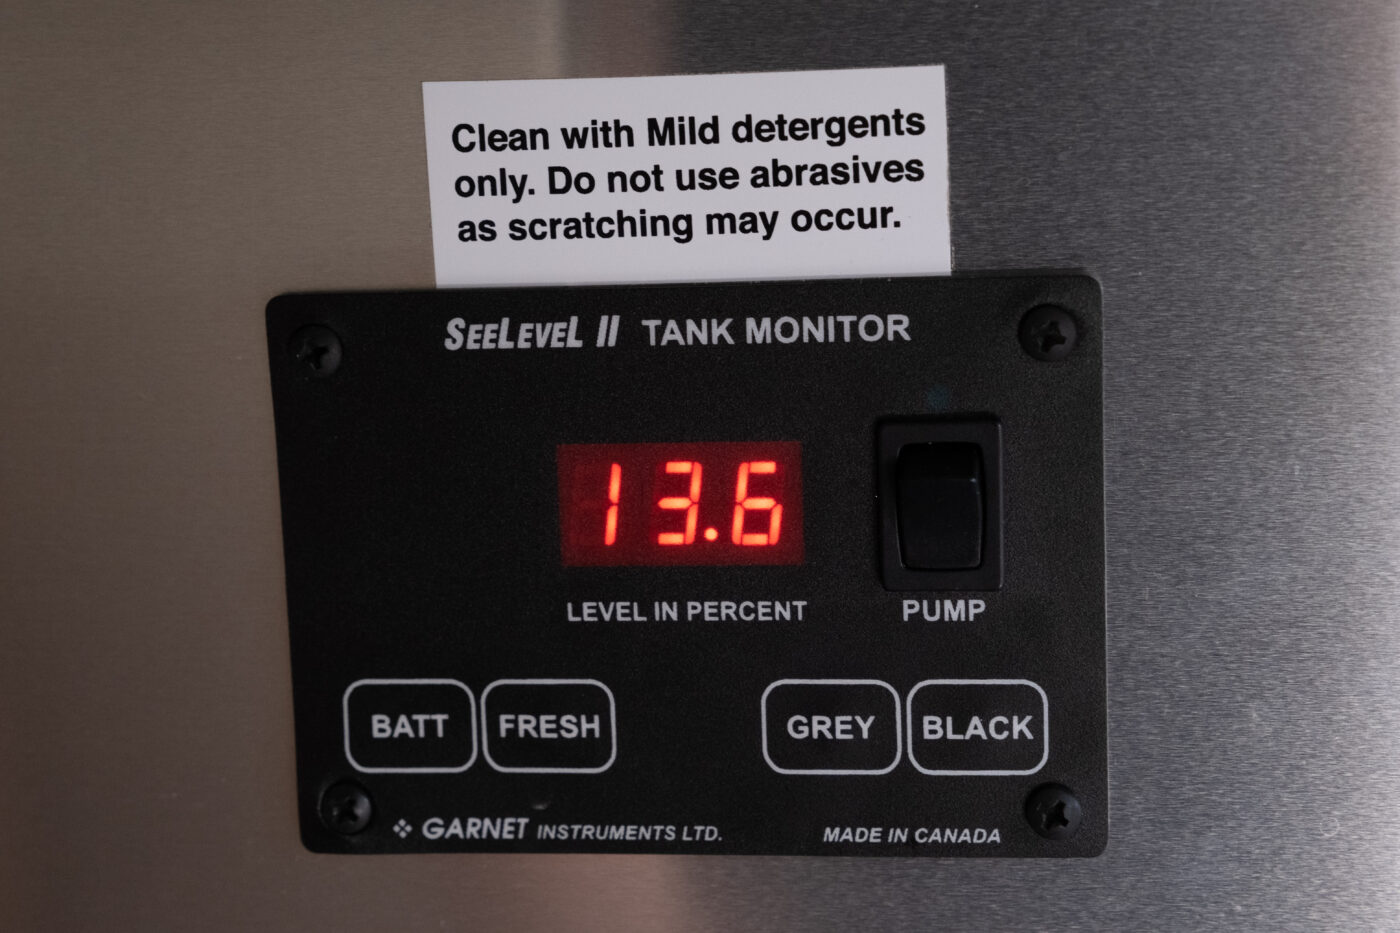 Clean with Mild detergents
only. Do not use abrasives
as scratching may occur.
SEELEVEL II TANK MONITOR
13.6
LEVEL IN PERCENT
PUMP
BATT FRESH GREY BLACK
GARNET INSTRUMENTS LTD. MADE IN CANADA